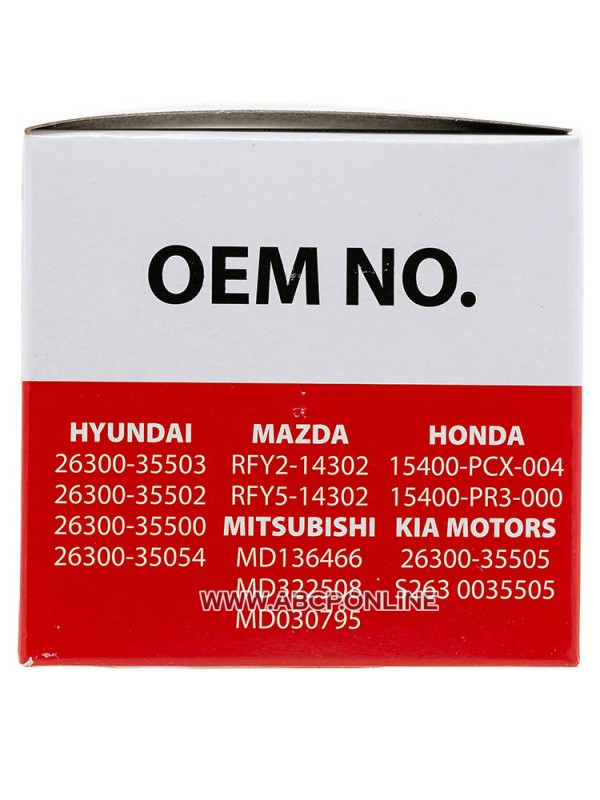 OEM NO.
HYUNDAI
26300-35503
26300-35502
26300-35500
26300-35054
MAZDA
RFY2-14302
RFY5-14302
MITSUBISHI
MD136466
MD322508
MD030795
HONDA
15400-PCX-004
15400-PR3-000
KIA MOTORS
26300-35505
S263 0035505
WWW.ABCP.ONLINE